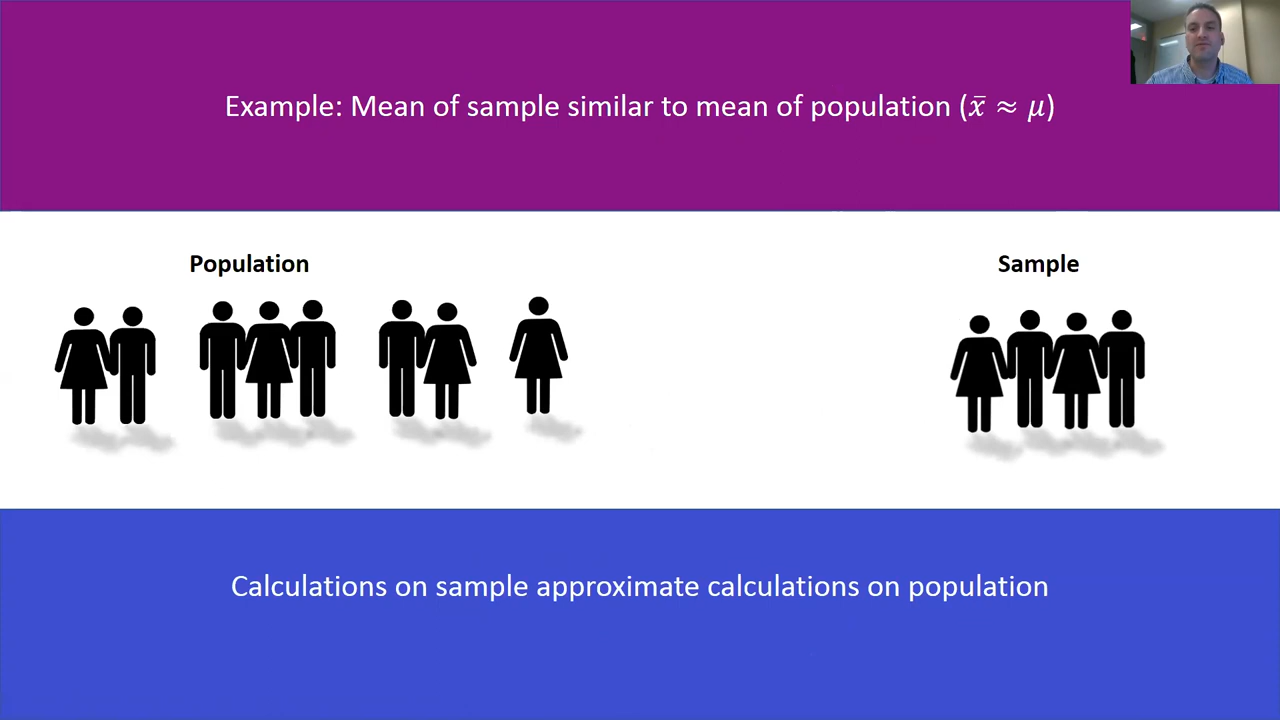 Example: Mean of sample similar to mean of population (x̄ ≈ μ)
Population
Sample
Calculations on sample approximate calculations on population